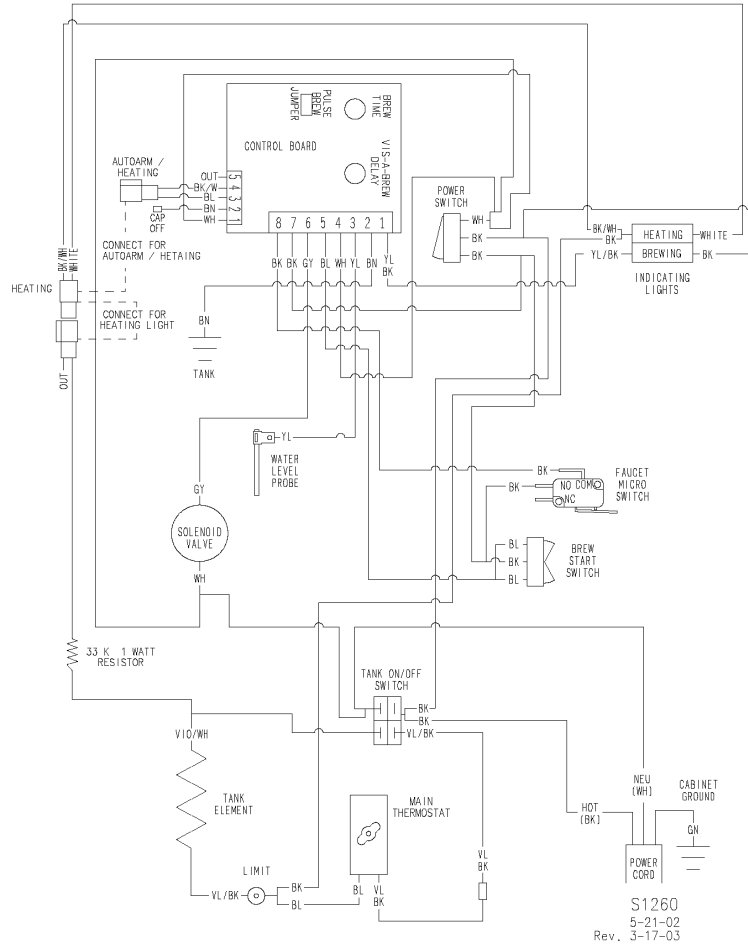 PULSE
BREW
JUMPER
BREW
TIME
VIS-A-BREW
DELAY
CONTROL BOARD
AUTOARM /
HEATING
OUT
BK/W
BL
BN
WH
5
4
3
2
1
CAP
OFF
CONNECT FOR
AUTOARM / HETAING
8 7 6 5 4 3 2 1
BK BK GY BL WH YL BN YL
BK
POWER
SWITCH
WH
BK
BK
BK/WH
BK
HEATING
WHITE
YL/BK
BREWING
BK
INDICATING
LIGHTS
BK/WH
WHITE
HEATING
CONNECT FOR
HEATING LIGHT
OUT
BN
TANK
YL
WATER
LEVEL
PROBE
GY
SOLENOID
VALVE
WH
BK
NO COM
NC
BK
FAUCET
MICRO
SWITCH
BL
BK
BL
BREW
START
SWITCH
33 K 1 WATT
RESISTOR
TANK ON/OFF
SWITCH
BK
BK
VL/BK
VIO/WH
TANK
ELEMENT
MAIN
THERMOSTAT
NEU
[WH]
HOT
[BK]
CABINET
GROUND
GN
POWER
CORD
LIMIT
VL/BK
BK
BL
BL
VL
BK
VL
BK
S1260
5-21-02
Rev. 3-17-03